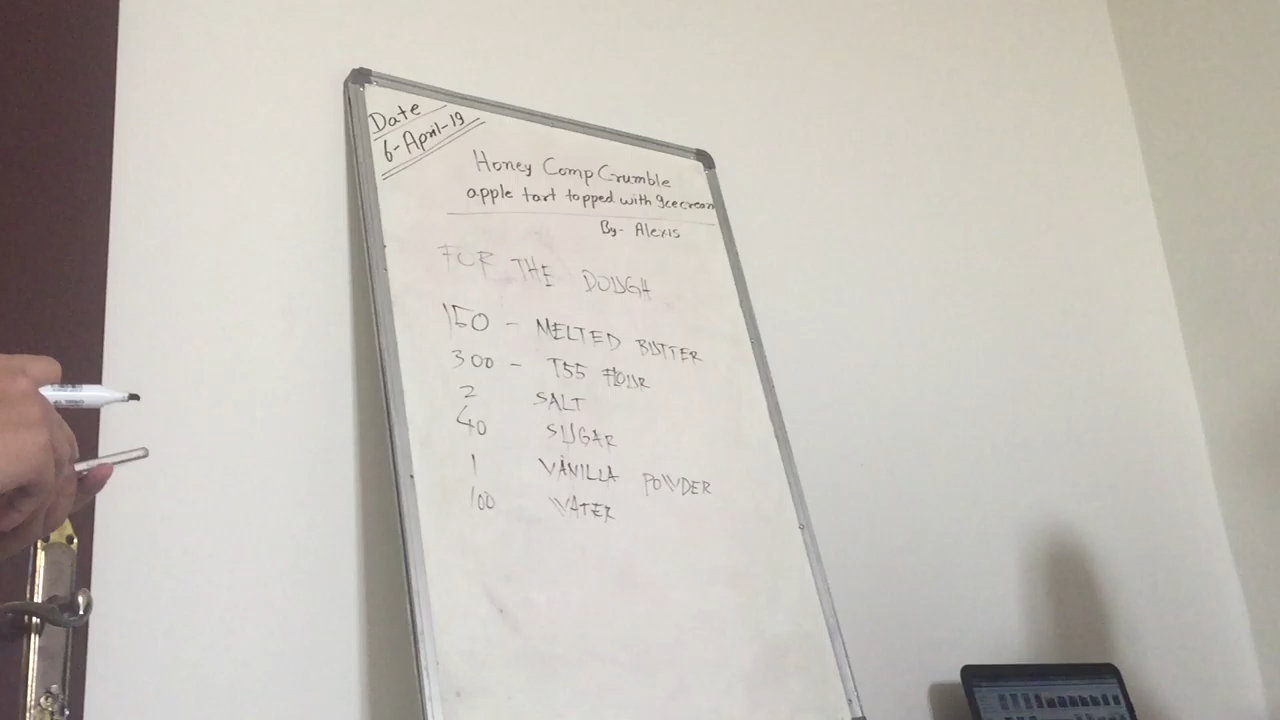 Date
6-April-19
Honey Comp Crumble
apple tart topped with Icecream
By- Alexis
FOR THE DOUGH
150 - MELTED BUTTER
300 - T55 FLOUR
2 SALT
40 SUGAR
1 VANILLA POWDER
100 WATER